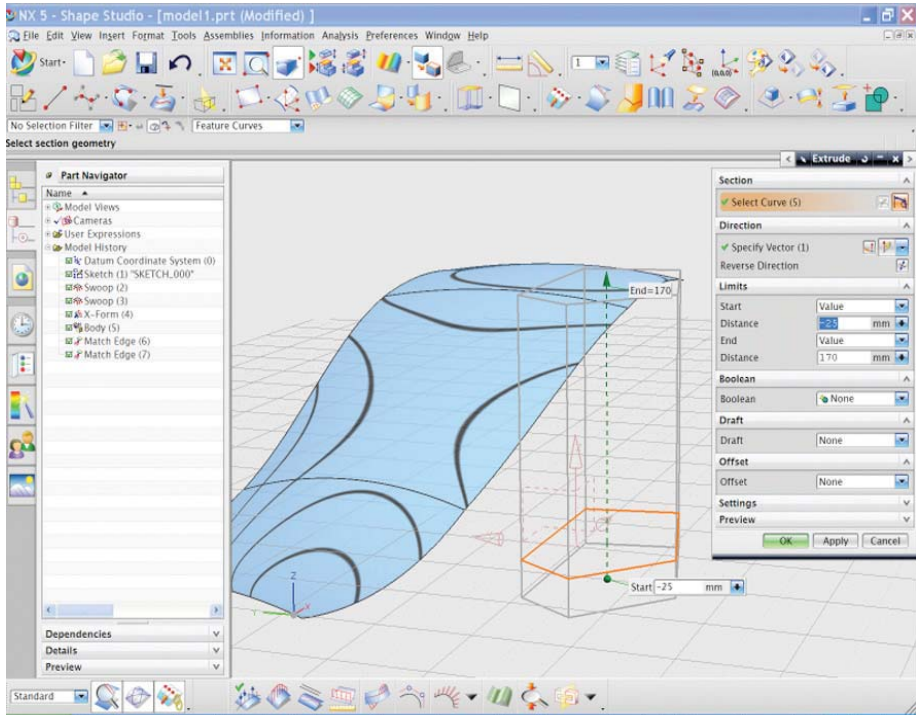 NX 5 - Shape Studio - [model1.prt (Modified) ]
File Edit View Insert Format Tools Assemblies Information Analysis Preferences Window Help
Start
1
No Selection Filter
Feature Curves
Select section geometry
Part Navigator
Name
Model Views
Cameras
User Expressions
Model History
Datum Coordinate System (0)
Sketch (1) "SKETCH_000"
Swoop (2)
Swoop (3)
X-Form (4)
Body (5)
Match Edge (6)
Match Edge (7)
Dependencies
Details
Preview
End=170
Start -25 mm
Z
Y
X
Extrude
Section
Select Curve (5)
Direction
Specify Vector (1)
Reverse Direction
Limits
Start Value
Distance -25 mm
End Value
Distance 170 mm
Boolean
Boolean None
Draft
Draft None
Offset
Offset None
Settings
Preview
OK Apply Cancel
Standard